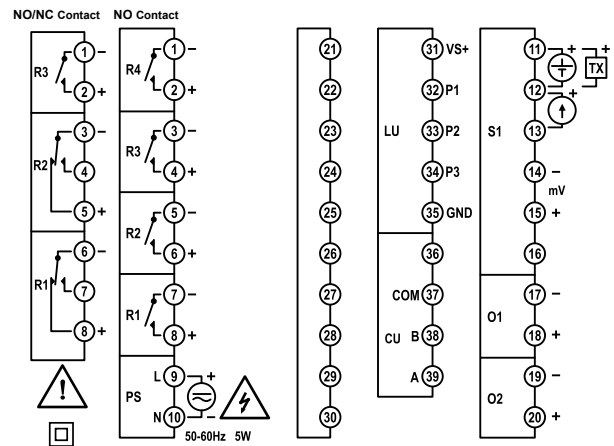 NO/NC Contact
NO Contact
R3
1 −
2 +
R2
3 −
4
5 +
R1
6 −
7
8 +
R4
1 −
2 +
R3
3 −
4 +
R2
5 −
6 +
R1
7 −
8 +
PS
L 9 +
N 10 −
50-60Hz 5W
21
22
23
24
25
26
27
28
29
30
LU
31 VS+
32 P1
33 P2
34 P3
35 GND
CU
36
COM 37
B 38
A 39
S1
11 +
+
TX
12 +
13
14 −
mV
15 +
16
O1
17 −
18 +
O2
19 −
20 +